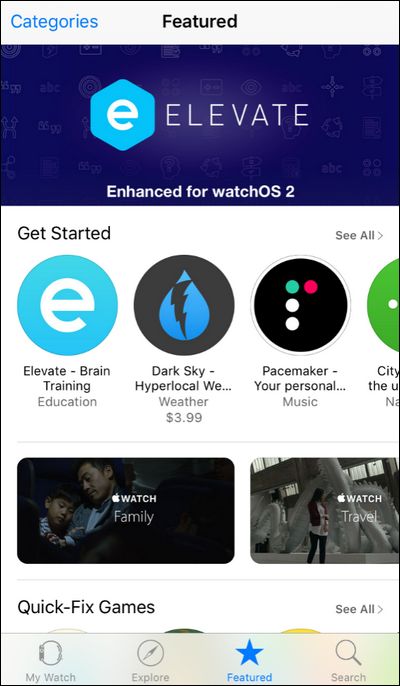 Categories
Featured
e ELEVATE
Enhanced for watchOS 2
Get Started
See All >
e
Elevate - Brain
Training
Education
Dark Sky -
Hyperlocal We...
Weather
$3.99
Pacemaker -
Your personal...
Music
City
the u
Na
WATCH
Family
WATCH
Travel
Quick-Fix Games
See All >
My Watch
Explore
Featured
Search